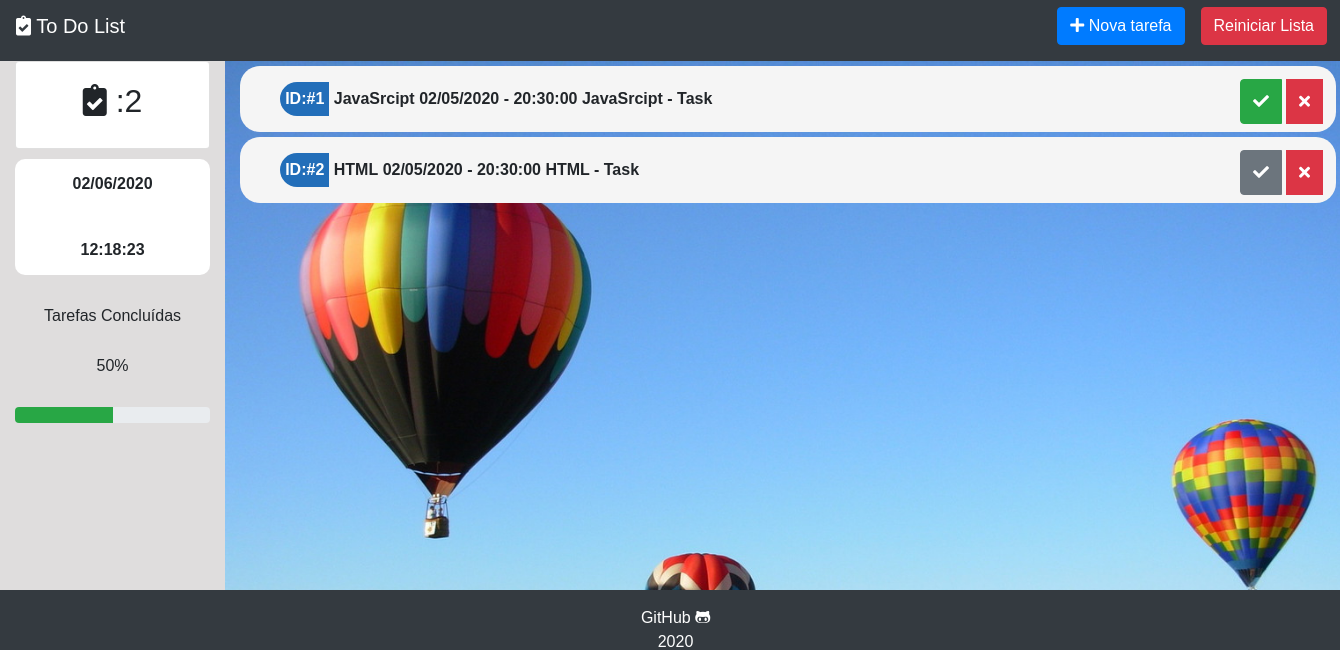 To Do List
Nova tarefa
Reiniciar Lista
:2
02/06/2020
12:18:23
Tarefas Concluídas
50%
ID:#1 JavaSrcipt 02/05/2020 - 20:30:00 JavaSrcipt - Task
ID:#2 HTML 02/05/2020 - 20:30:00 HTML - Task
GitHub
2020